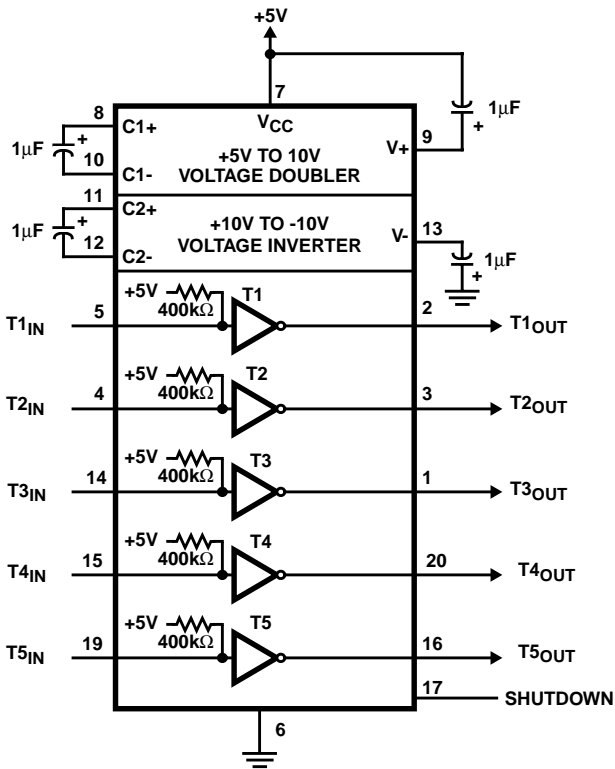 +5V
7
VCC
8
C1+
1μF
+
10
C1-
+5V TO 10V
VOLTAGE DOUBLER
V+
9
1μF
+
11
C2+
1μF
+
12
C2-
+10V TO -10V
VOLTAGE INVERTER
V-
13
1μF
+
T1IN
5
+5V
400kΩ
T1
2
T1OUT
T2IN
4
+5V
400kΩ
T2
3
T2OUT
T3IN
14
+5V
400kΩ
T3
1
T3OUT
T4IN
15
+5V
400kΩ
T4
20
T4OUT
T5IN
19
+5V
400kΩ
T5
16
T5OUT
17
SHUTDOWN
6